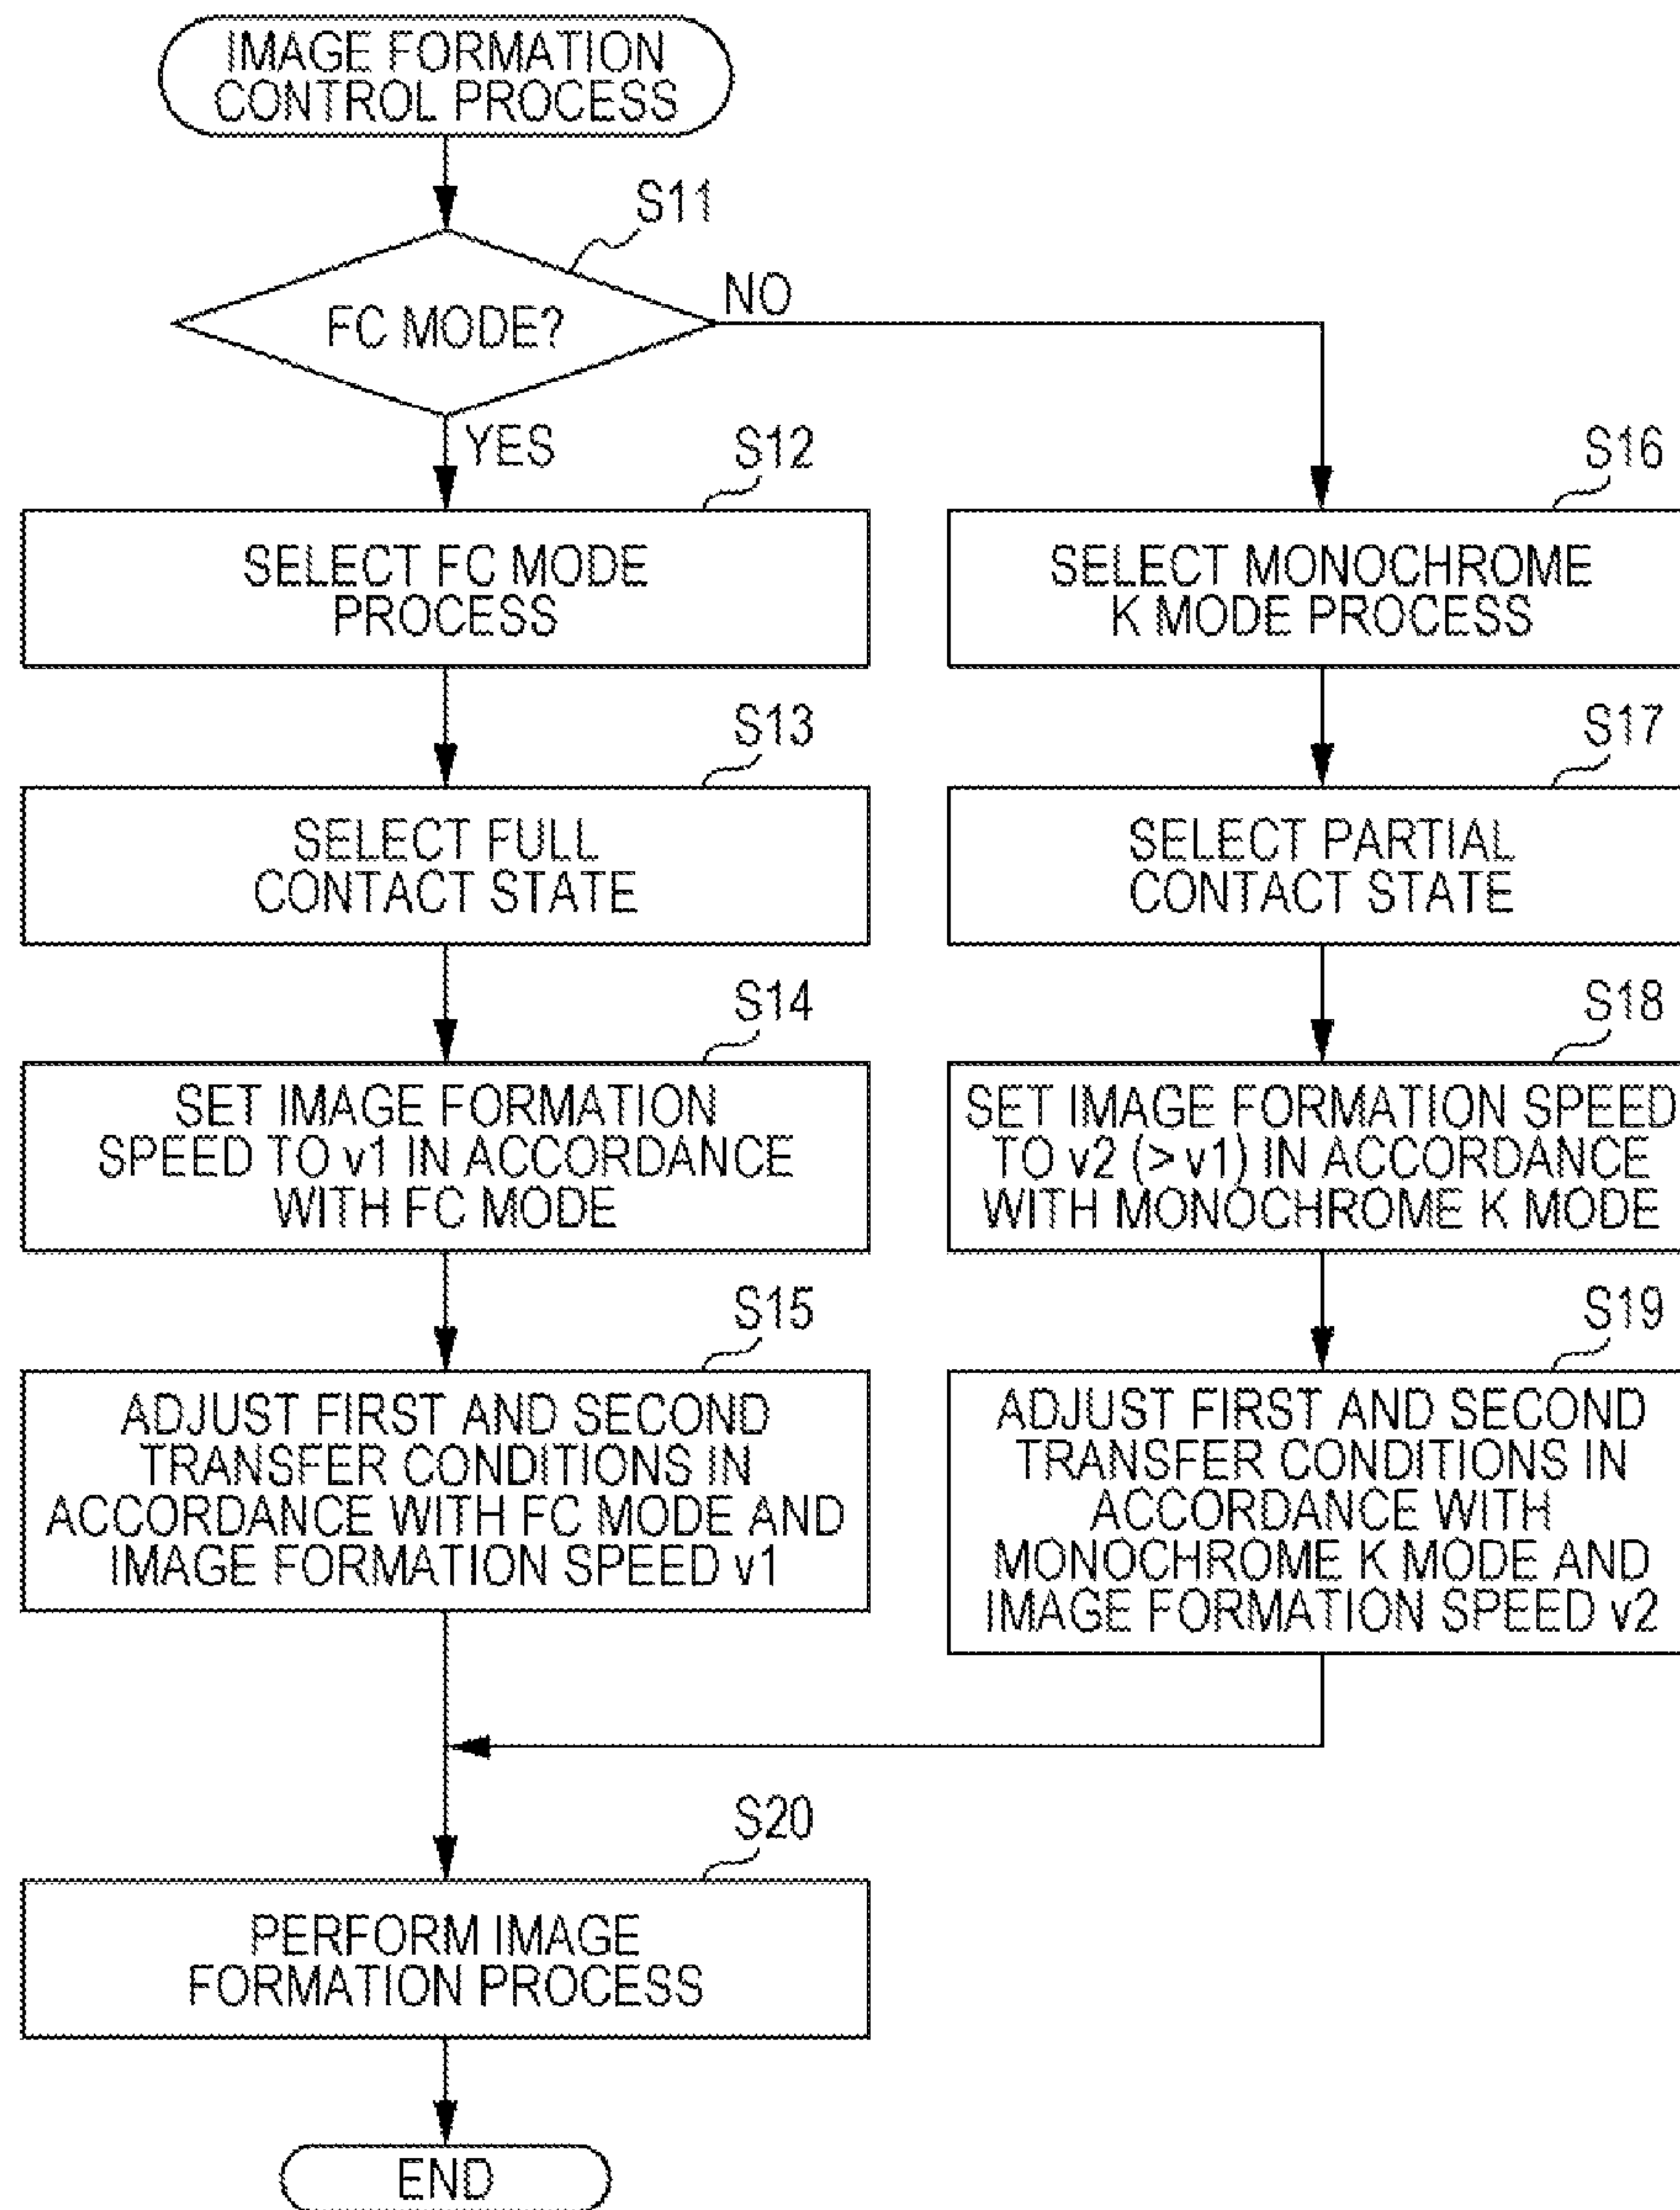 IMAGE FORMATION
CONTROL PROCESS
S11
FC MODE?
NO
YES
S12
SELECT FC MODE
PROCESS
S13
SELECT FULL
CONTACT STATE
S14
SET IMAGE FORMATION
SPEED TO v1 IN ACCORDANCE
WITH FC MODE
S15
ADJUST FIRST AND SECOND
TRANSFER CONDITIONS IN
ACCORDANCE WITH FC MODE AND
IMAGE FORMATION SPEED v1
S16
SELECT MONOCHROME
K MODE PROCESS
S17
SELECT PARTIAL
CONTACT STATE
S18
SET IMAGE FORMATION SPEED
TO v2 (> v1) IN ACCORDANCE
WITH MONOCHROME K MODE
S19
ADJUST FIRST AND SECOND
TRANSFER CONDITIONS IN
ACCORDANCE WITH
MONOCHROME K MODE AND
IMAGE FORMATION SPEED v2
S20
PERFORM IMAGE
FORMATION PROCESS
END